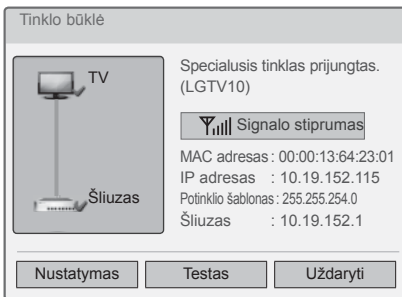 Tinklo būklė
TV
Šliuzas
Specialusis tinklas prijungtas.
(LGTV10)
Signalo stiprumas
MAC adresas : 00:00:13:64:23:01
IP adresas : 10.19.152.115
Potinklio šablonas : 255.255.254.0
Šliuzas : 10.19.152.1
Nustatymas
Testas
Uždaryti